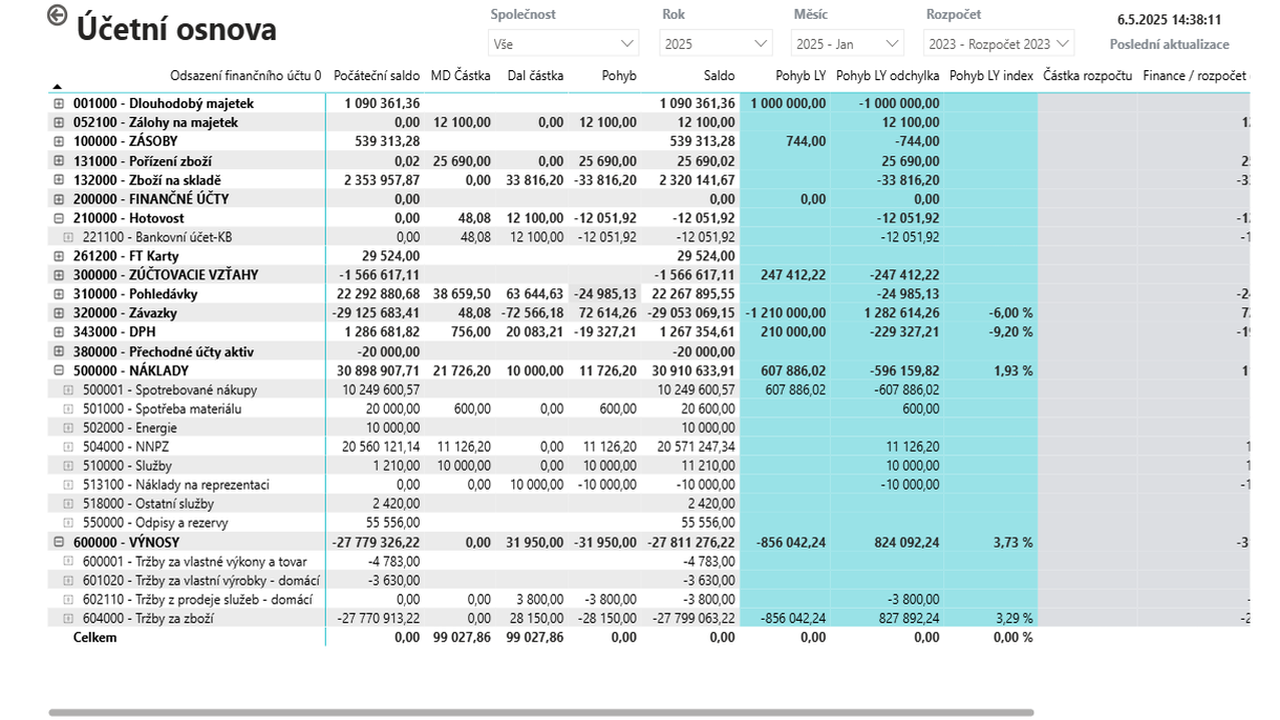 Účetní osnova
Společnost Rok Měsíc Rozpočet
Vše 2025 2025 - Jan 2023 - Rozpočet 2023
6.5.2025 14:38:11
Poslední aktualizace
Odsazení finančního účtu 0 Počáteční saldo MD Částka Dal částka Pohyb Saldo Pohyb LY Pohyb LY odchylka Pohyb LY index Částka rozpočtu Finance / rozpočet
001000 - Dlouhodobý majetek 1 090 361,36 1 090 361,36 1 000 000,00 -1 000 000,00
052100 - Zálohy na majetek 0,00 12 100,00 0,00 12 100,00 12 100,00 12 100,00
100000 - ZÁSOBY 539 313,28 539 313,28 744,00 -744,00
131000 - Pořízení zboží 0,02 25 690,00 0,00 25 690,00 25 690,02 25 690,00
132000 - Zboží na skladě 2 353 957,87 0,00 33 816,20 -33 816,20 2 320 141,67 -33 816,20
200000 - FINANČNÉ ÚČTY 0,00 0,00 0,00 0,00
210000 - Hotovost 0,00 48,08 12 100,00 -12 051,92 -12 051,92 -12 051,92
221100 - Bankovní účet-KB 0,00 48,08 12 100,00 -12 051,92 -12 051,92 -12 051,92
261200 - FT Karty 29 524,00 29 524,00
300000 - ZÚČTOVACIE VZŤAHY -1 566 617,11 -1 566 617,11 247 412,22 -247 412,22
310000 - Pohledávky 22 292 880,68 38 659,50 63 644,63 -24 985,13 22 267 895,55 -24 985,13
320000 - Závazky -29 125 683,41 48,08 -72 566,18 72 614,26 -29 053 069,15 -1 210 000,00 1 282 614,26 -6,00 %
343000 - DPH 1 286 681,82 756,00 20 083,21 -19 327,21 1 267 354,61 210 000,00 -229 327,21 -9,20 %
380000 - Přechodné účty aktiv -20 000,00 -20 000,00
500000 - NÁKLADY 30 898 907,71 21 726,20 10 000,00 11 726,20 30 910 633,91 607 886,02 -596 159,82 1,93 %
500001 - Spotrebované nákupy 10 249 600,57 10 249 600,57 607 886,02 -607 886,02
501000 - Spotřeba materiálu 20 000,00 600,00 0,00 600,00 20 600,00 600,00
502000 - Energie 10 000,00 10 000,00
504000 - NNPZ 20 560 121,14 11 126,20 0,00 11 126,20 20 571 247,34 11 126,20
510000 - Služby 1 210,00 10 000,00 0,00 10 000,00 11 210,00 10 000,00
513100 - Náklady na reprezentaci 0,00 0,00 10 000,00 -10 000,00 -10 000,00 -10 000,00
518000 - Ostatní služby 2 420,00 2 420,00
550000 - Odpisy a rezervy 55 556,00 55 556,00
600000 - VÝNOSY -27 779 326,22 0,00 31 950,00 -31 950,00 -27 811 276,22 -856 042,24 824 092,24 3,73 %
600001 - Tržby za vlastné výkony a tovar -4 783,00 -4 783,00
601020 - Tržby za vlastní výrobky - domácí -3 630,00 -3 630,00
602110 - Tržby z prodeje služeb - domácí 0,00 0,00 3 800,00 -3 800,00 -3 800,00 -3 800,00
604000 - Tržby za zboží -27 770 913,22 0,00 28 150,00 -28 150,00 -27 799 063,22 -856 042,24 827 892,24 3,29 %
Celkem 0,00 99 027,86 99 027,86 0,00 0,00 0,00 0,00 0,00 %